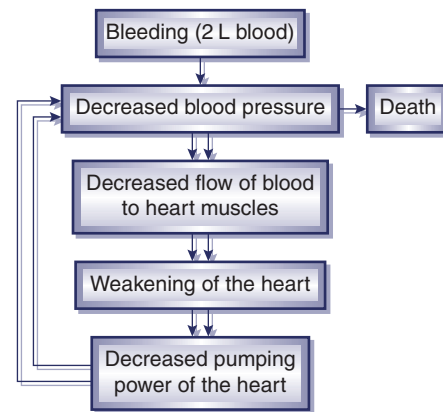 Bleeding (2 L blood)
Decreased blood pressure
Death
Decreased flow of blood
to heart muscles
Weakening of the heart
Decreased pumping
power of the heart